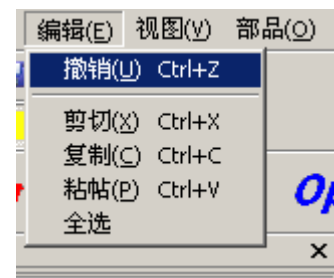 编辑(E) 视图(V) 部品(O)
撤销(U) Ctrl+Z
剪切(X) Ctrl+X
复制(C) Ctrl+C
粘帖(P) Ctrl+V
全选
Op